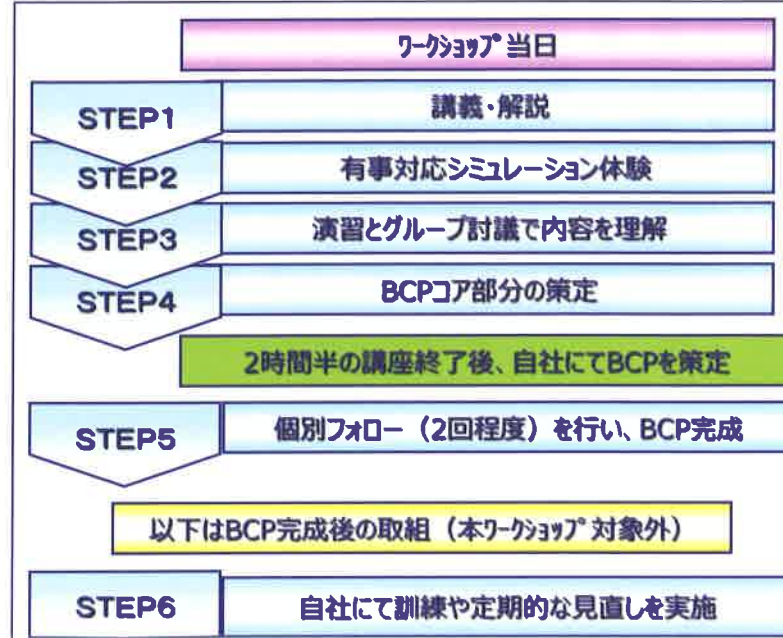 ワークショップ当日
STEP1 講義・解説
STEP2 有事対応シミュレーション体験
STEP3 演習とグループ討議で内容を理解
STEP4 BCPコア部分の策定
2時間半の講座終了後、自社にてBCPを策定
STEP5 個別フォロー（2回程度）を行い、BCP完成
以下はBCP完成後の取組（本ワークショップ対象外）
STEP6 自社にて訓練や定期的な見直しを実施